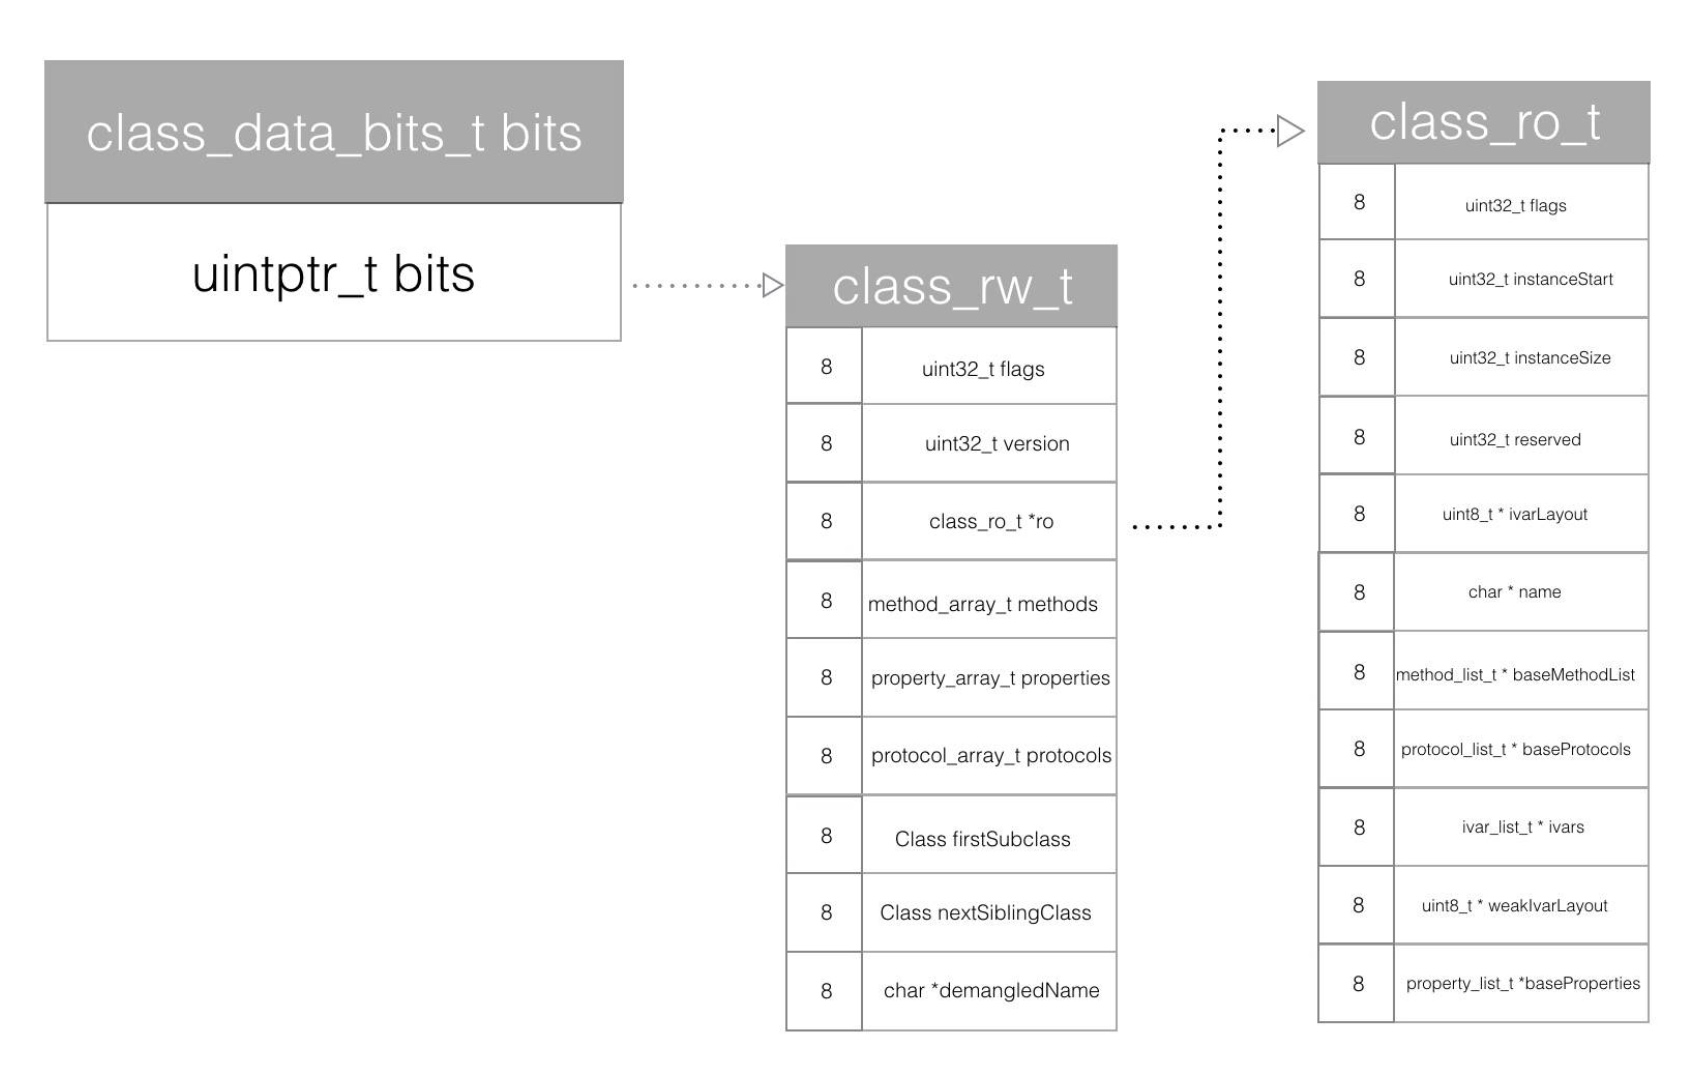 class_data_bits_t bits
uintptr_t bits
class_rw_t
8 uint32_t flags
8 uint32_t version
8 class_ro_t *ro
8 method_array_t methods
8 property_array_t properties
8 protocol_array_t protocols
8 Class firstSubclass
8 Class nextSiblingClass
8 char *demangledName
class_ro_t
8 uint32_t flags
8 uint32_t instanceStart
8 uint32_t instanceSize
8 uint32_t reserved
8 uint8_t * ivarLayout
8 char * name
8 method_list_t * baseMethodList
8 protocol_list_t * baseProtocols
8 ivar_list_t * ivars
8 uint8_t * weakIvarLayout
8 property_list_t *baseProperties